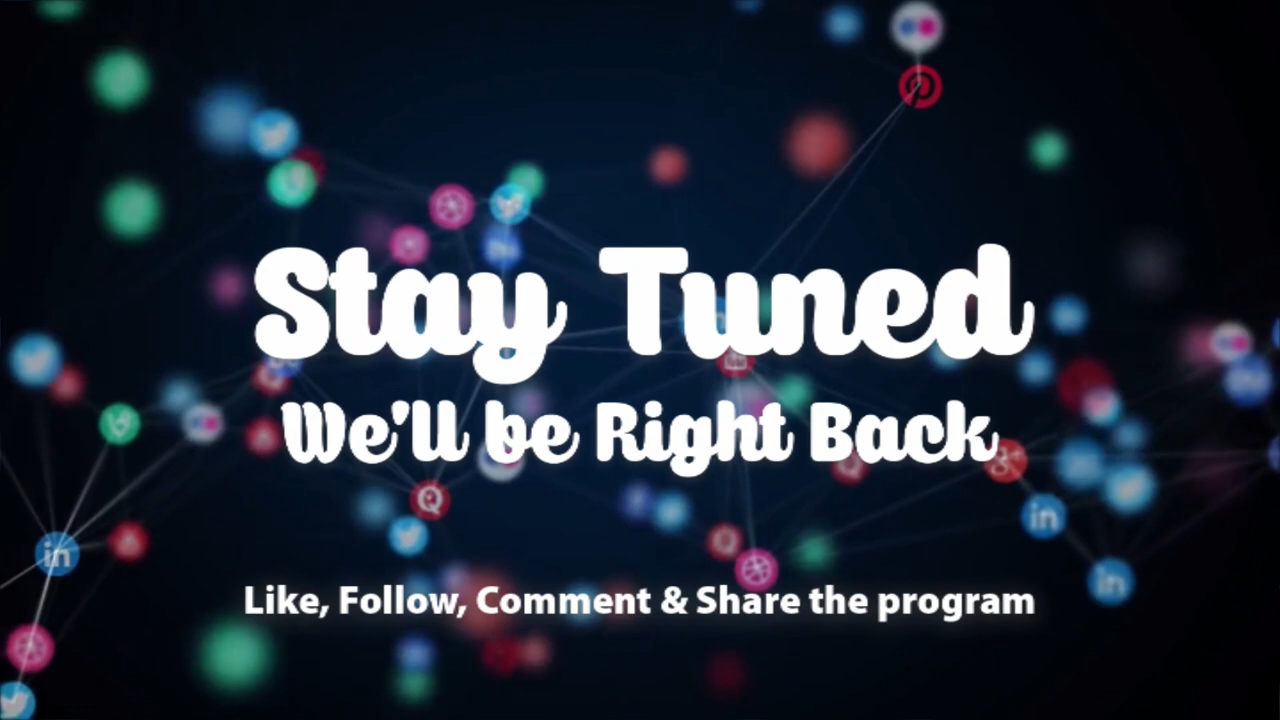 Stay Tuned
We'll be Right Back
Like, Follow, Comment & Share the program